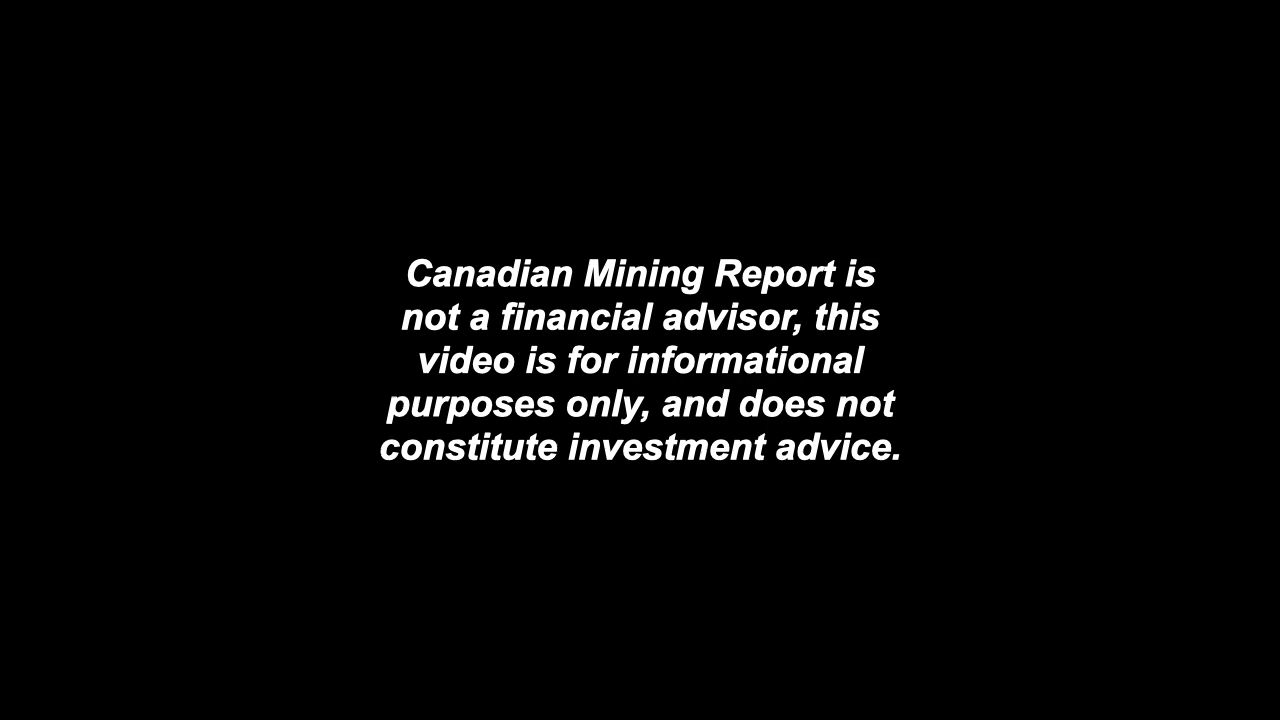 Canadian Mining Report is
not a financial advisor, this
video is for informational
purposes only, and does not
constitute investment advice.